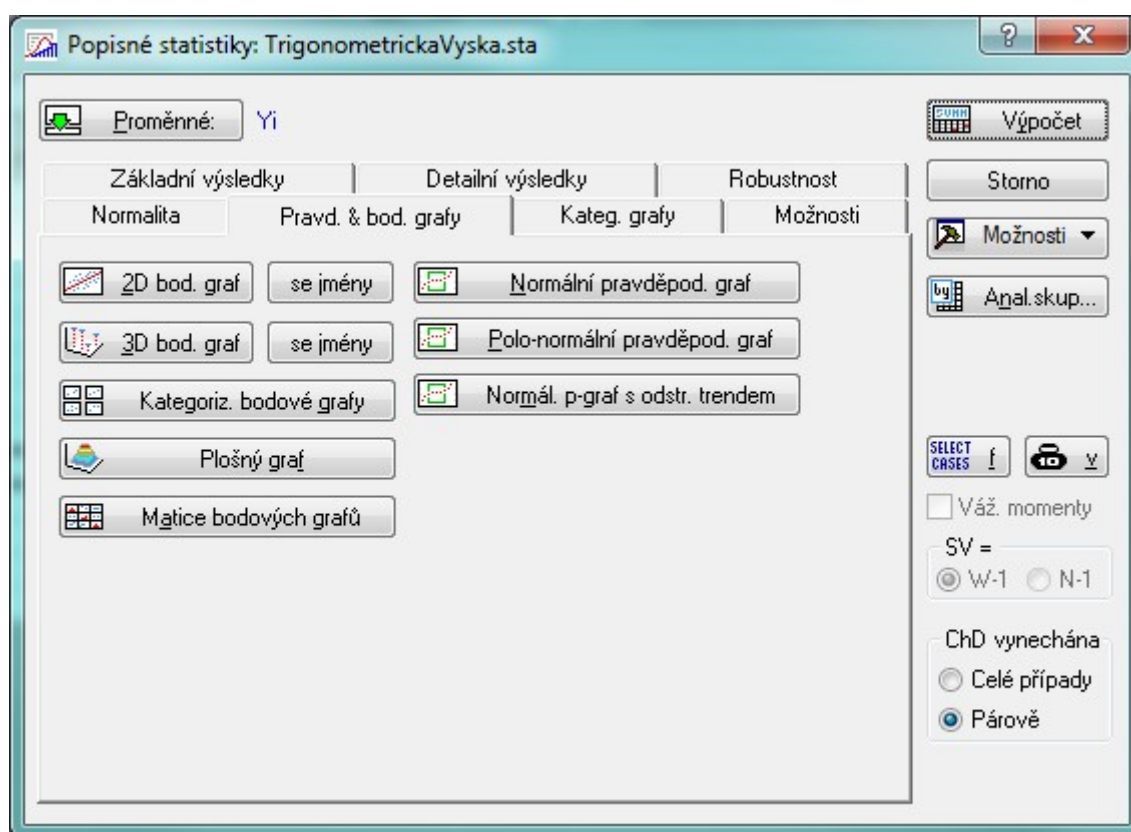 Popisné statistiky: TrigonometrickaVyska.sta
Proměnné: Yi
Výpočet
Základní výsledky Detailní výsledky Robustnost
Storno
Normalita Pravd. & bod. grafy Kateg. grafy Možnosti
Možnosti
2D bod. graf se jmény Normální pravděpod. graf
by Anal.skup...
3D bod. graf se jmény Polo-normální pravděpod. graf
Kategoriz. bodové grafy Normál. p-graf s odstr. trendem
Plošný graf
SELECT
CASES f v
Matice bodových grafů
Váž. momenty
SV =
W-1 N-1
ChD vynechána
Celé případy
Párově